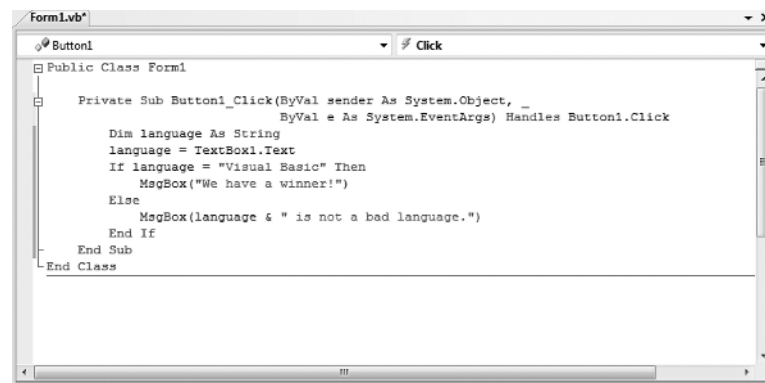 Form1.vb*
Button1
Click
Public Class Form1
Private Sub Button1_Click(ByVal sender As System.Object, _
ByVal e As System.EventArgs) Handles Button1.Click
Dim language As String
language = TextBox1.Text
If language = "Visual Basic" Then
MsgBox("We have a winner!")
Else
MsgBox(language & " is not a bad language.")
End If
End Sub
End Class